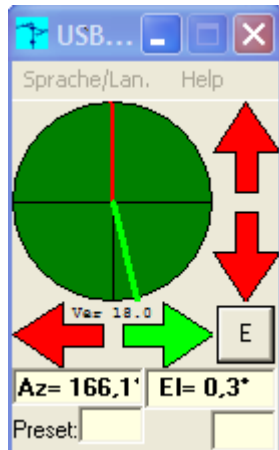 USB...
Sprache/Lan. Help
Ver 18.0
E
Az= 166,1° El= 0,3°
Preset: